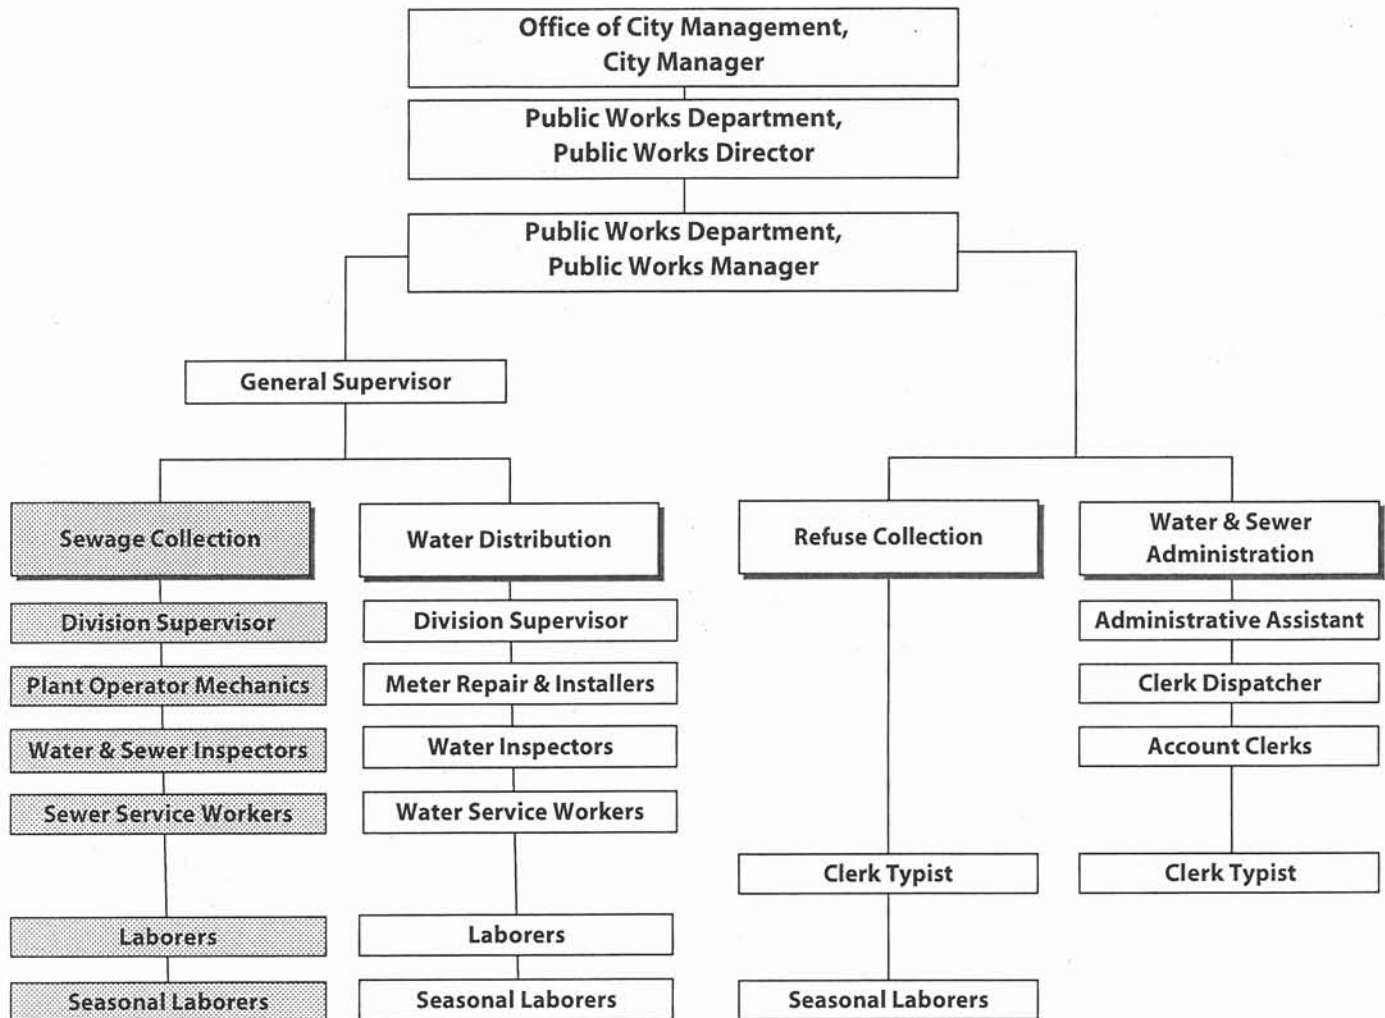 Office of City Management,
City Manager
Public Works Department,
Public Works Director
Public Works Department,
Public Works Manager
General Supervisor
Sewage Collection
Water Distribution
Refuse Collection
Water & Sewer
Administration
Division Supervisor
Division Supervisor
Administrative Assistant
Plant Operator Mechanics
Meter Repair & Installers
Clerk Dispatcher
Water & Sewer Inspectors
Water Inspectors
Account Clerks
Sewer Service Workers
Water Service Workers
Clerk Typist
Clerk Typist
Laborers
Laborers
Seasonal Laborers
Seasonal Laborers
Seasonal Laborers